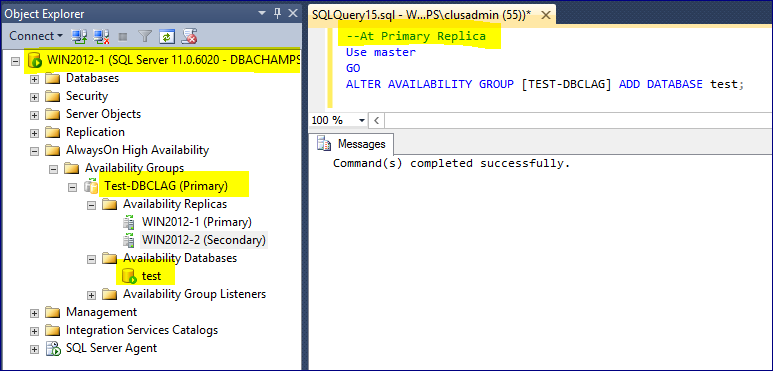 Object Explorer
Connect
WIN2012-1 (SQL Server 11.0.6020 - DBACHAMPS
Databases
Security
Server Objects
Replication
AlwaysOn High Availability
Availability Groups
Test-DBCLAG (Primary)
Availability Replicas
WIN2012-1 (Primary)
WIN2012-2 (Secondary)
Availability Databases
test
Availability Group Listeners
Management
Integration Services Catalogs
SQL Server Agent
SQLQuery15.sql - W...PS\clusadmin (55))*
--At Primary Replica
Use master
GO
ALTER AVAILABILITY GROUP [TEST-DBCLAG] ADD DATABASE test;
100 %
Messages
Command(s) completed successfully.